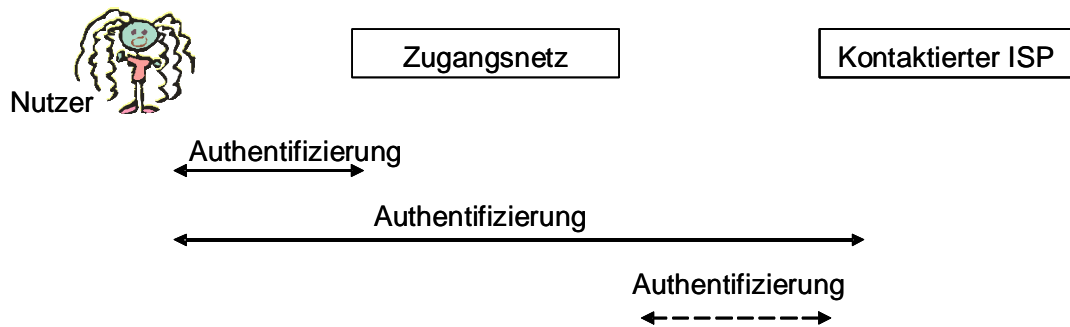 Zugangsnetz
Kontaktierter ISP
Nutzer
Authentifizierung
Authentifizierung
Authentifizierung